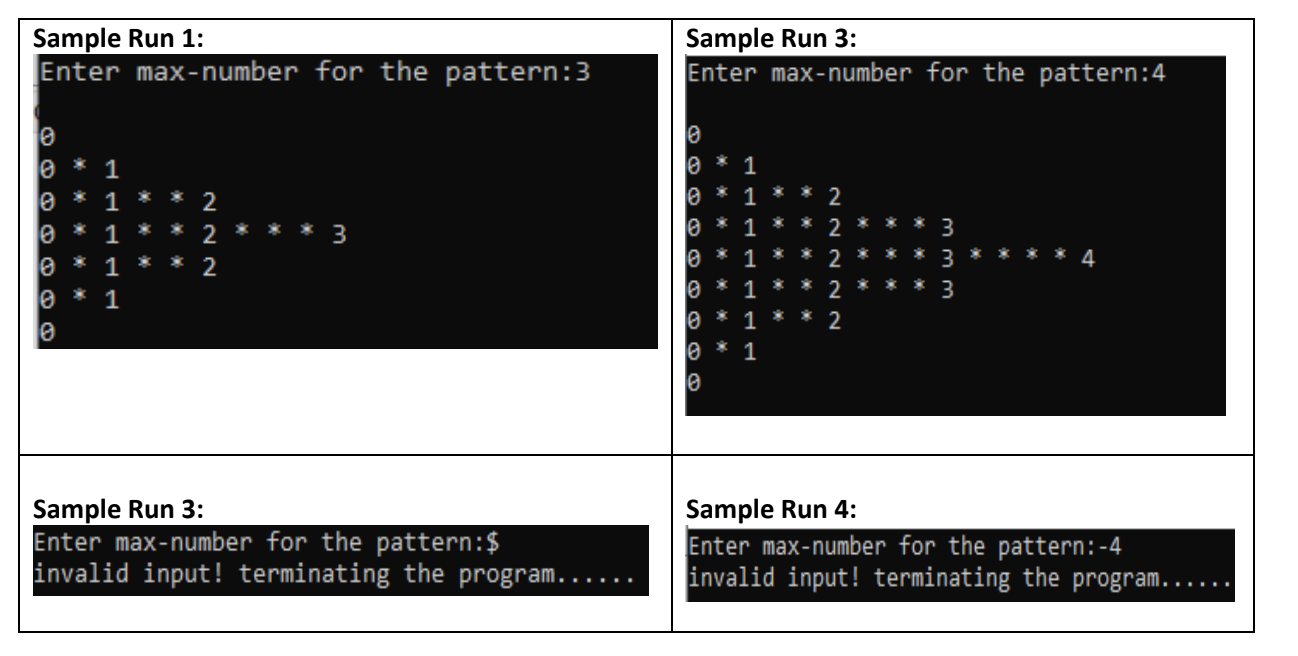 Sample Run 1:
Enter max-number for the pattern:3
0
0 * 1
0 * 1 * * 2
0 * 1 * * 2 * * * 3
0 * 1 * * 2
0 * 1
0
Sample Run 3:
Enter max-number for the pattern:4
0
0 * 1
0 * 1 * * 2
0 * 1 * * 2 * * * 3
0 * 1 * * 2 * * * 3 * * * * 4
0 * 1 * * 2 * * * 3
0 * 1 * * 2
0 * 1
0
Sample Run 3:
Enter max-number for the pattern:$
invalid input! terminating the program......
Sample Run 4:
Enter max-number for the pattern:-4
invalid input! terminating the program......